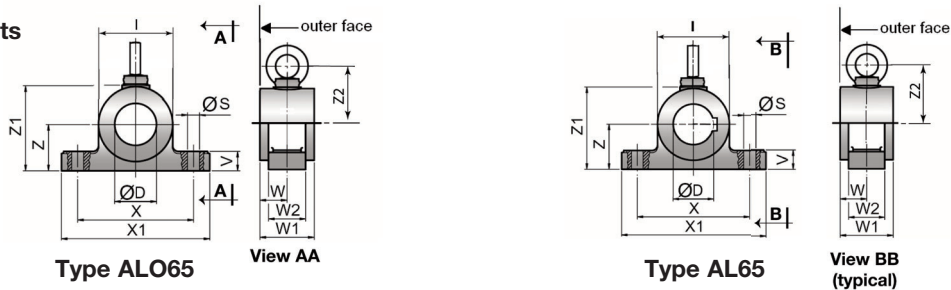 ts
I
A
outer face
ØS
Z1
Z
Z2
V
ØD
A
W
X
W2
X1
W1
Type ALO65
View AA
I
B
outer face
ØS
Z1
Z
Z2
V
ØD
B
W
X
W2
X1
W1
Type AL65
View BB
(typical)